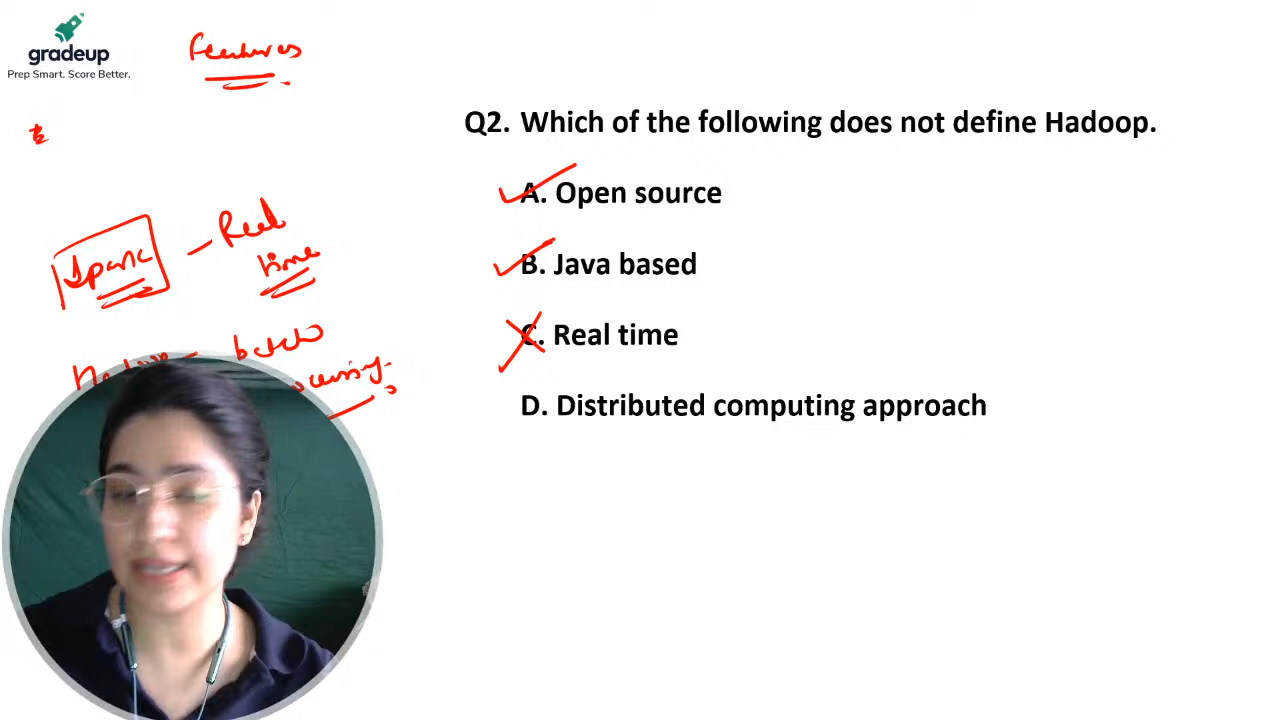 gradeup
Prep Smart. Score Better.
Features
Q2. Which of the following does not define Hadoop.
A. Open source
B. Java based
C. Real time
D. Distributed computing approach
Spark – Real
time
batch